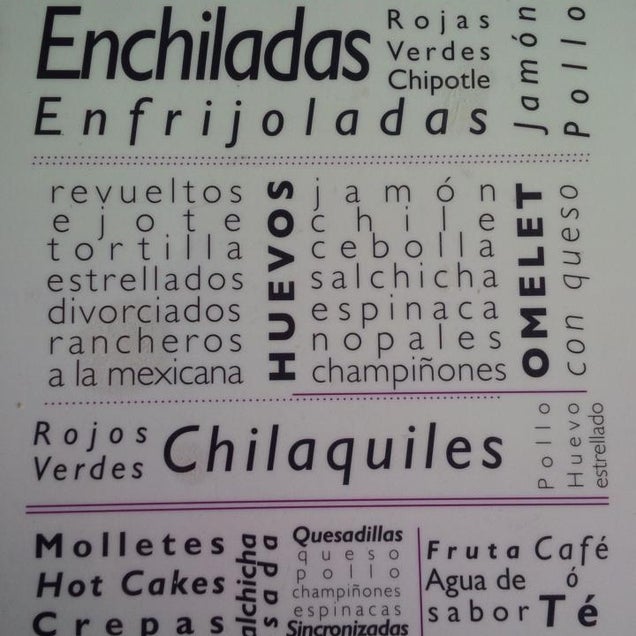 Enchiladas
Rojas
Verdes
Chipotle
Enfrijoladas
Jamón
Pollo
revueltos
ejote
tortilla
estrellados
divorciados
rancheros
a la mexicana
HUEVOS
jamón
chile
cebolla
salchicha
espinaca
nopales
champiñones
OMELET
con queso
Rojos
Verdes
Chilaquiles
Pollo
Huevo
estrellado
Molletes
Hot Cakes
Crepas
Quesadillas
queso
pollo
champiñones
espinacas
Sincronizadas
Fruta
Agua de
sabor
Café
ó
Té